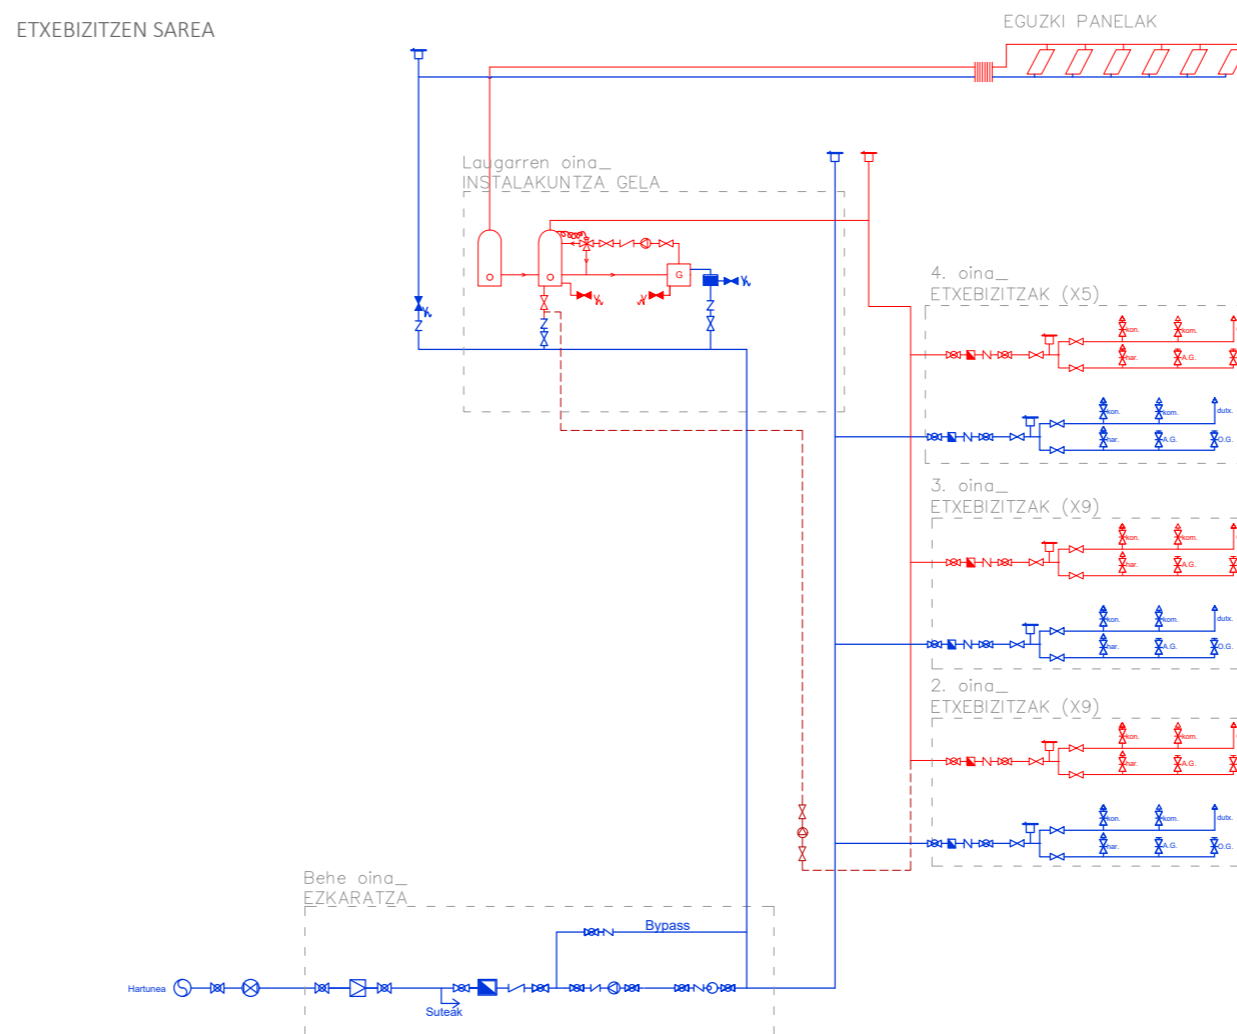 ETXEBIZITZEN SAREA
EGUZKI PANELAK
Laugarren oina_
INSTALAKUNTZA GELA
G
4. oina_
ETXEBIZITZAK (X5)
kon. kom.
har. A.G.
kon. kom. dutx.
har. A.G. O.G.
3. oina_
ETXEBIZITZAK (X9)
kon. kom.
har. A.G.
kon. kom. dutx.
har. A.G. O.G.
2. oina_
ETXEBIZITZAK (X9)
kon. kom.
har. A.G.
kon. kom. dutx.
har. A.G. O.G.
Behe oina_
EZKARATZA
Bypass
Hartunea
Suteak